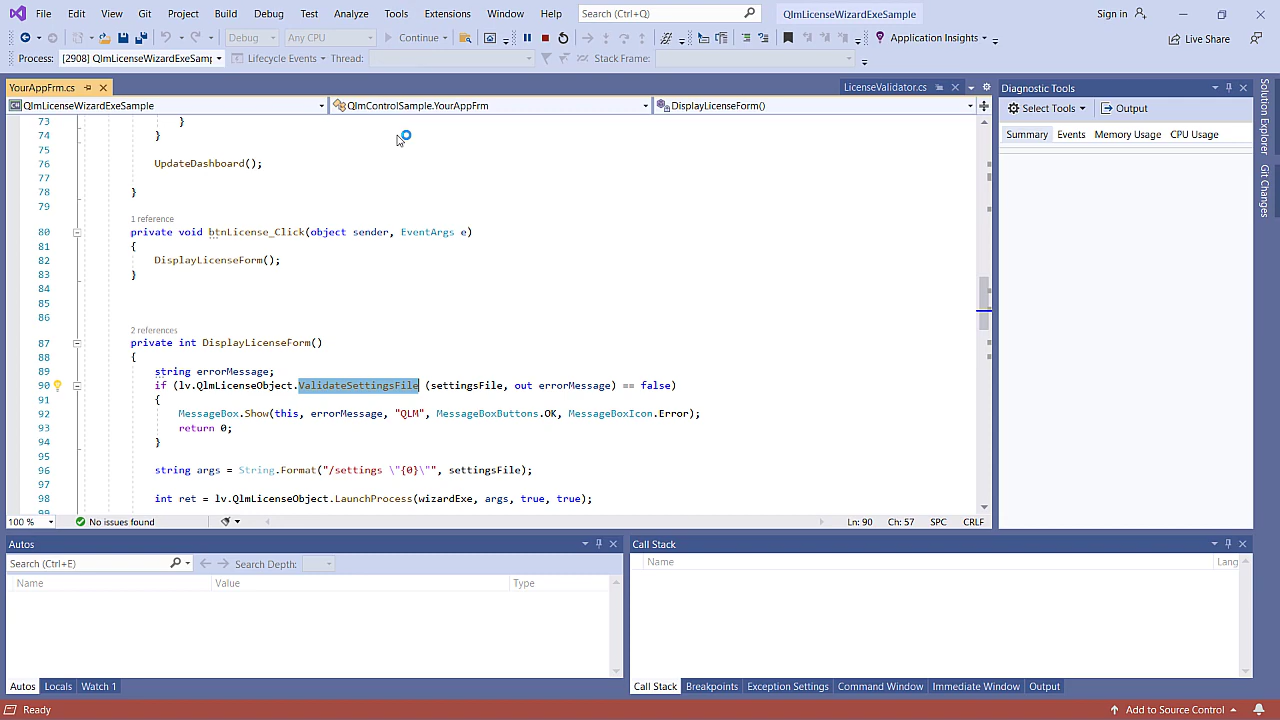 File Edit View Git Project Build Debug Test Analyze Tools Extensions Window Help Search (Ctrl+Q) QlmLicenseWizardExeSample Sign in
Debug Any CPU Continue Application Insights Live Share
Process: [2908] QlmLicenseWizardExeSamp Lifecycle Events Thread: Stack Frame:
YourAppFrm.cs LicenseValidator.cs Diagnostic Tools
QlmLicenseWizardExeSample QlmControlSample.YourAppFrm DisplayLicenseForm() Select Tools Output
Summary Events Memory Usage CPU Usage
Solution Explorer
Git Changes
73 }
74 }
75
76 UpdateDashboard();
77
78 }
79
1 reference
80 private void btnLicense_Click(object sender, EventArgs e)
81 {
82 DisplayLicenseForm();
83 }
84
85
86
2 references
87 private int DisplayLicenseForm()
88 {
89 string errorMessage;
90 if (lv.QlmLicenseObject.ValidateSettingsFile (settingsFile, out errorMessage) == false)
91 {
92 MessageBox.Show(this, errorMessage, "QLM", MessageBoxButtons.OK, MessageBoxIcon.Error);
93 return 0;
94 }
95
96 string args = String.Format("/settings \"{0}\"", settingsFile);
97
98 int ret = lv.QlmLicenseObject.LaunchProcess(wizardExe, args, true, true);
99
100 % No issues found Ln: 90 Ch: 57 SPC CRLF
Autos Call Stack
Search (Ctrl+E) Search Depth: Name Lang
Name Value Type
Autos Locals Watch 1 Call Stack Breakpoints Exception Settings Command Window Immediate Window Output
Ready Add to Source Control